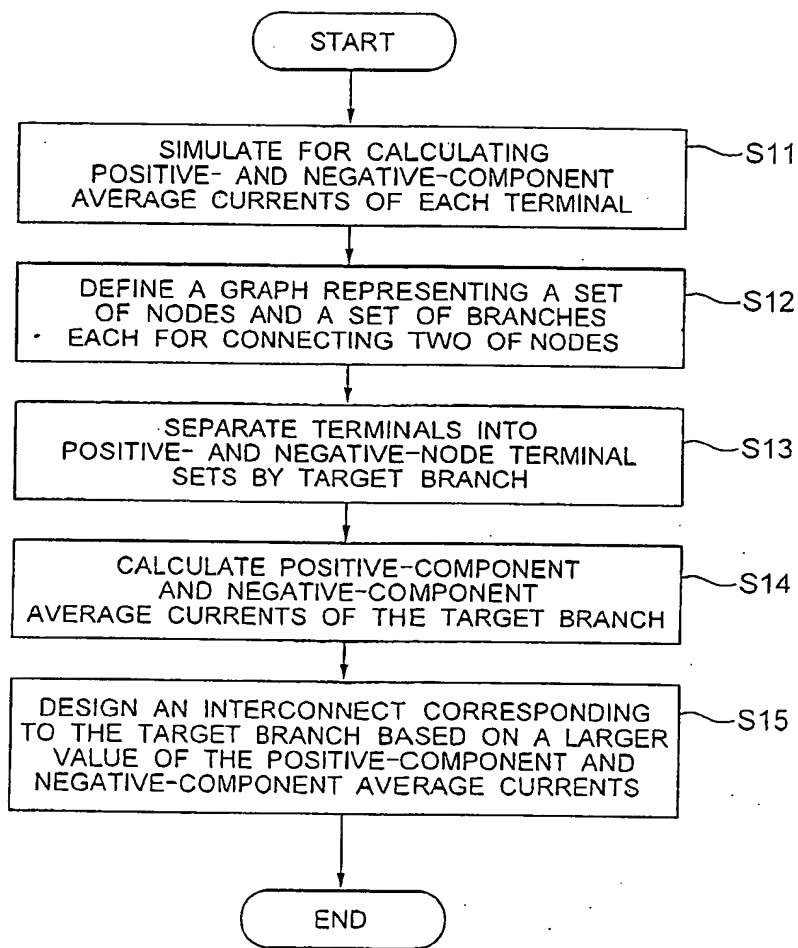 START
SIMULATE FOR CALCULATING
POSITIVE- AND NEGATIVE-COMPONENT
AVERAGE CURRENTS OF EACH TERMINAL
S11
DEFINE A GRAPH REPRESENTING A SET
OF NODES AND A SET OF BRANCHES
EACH FOR CONNECTING TWO OF NODES
S12
SEPARATE TERMINALS INTO
POSITIVE- AND NEGATIVE-NODE TERMINAL
SETS BY TARGET BRANCH
S13
CALCULATE POSITIVE-COMPONENT
AND NEGATIVE-COMPONENT
AVERAGE CURRENTS OF THE TARGET BRANCH
S14
DESIGN AN INTERCONNECT CORRESPONDING
TO THE TARGET BRANCH BASED ON A LARGER
VALUE OF THE POSITIVE-COMPONENT AND
NEGATIVE-COMPONENT AVERAGE CURRENTS
S15
END